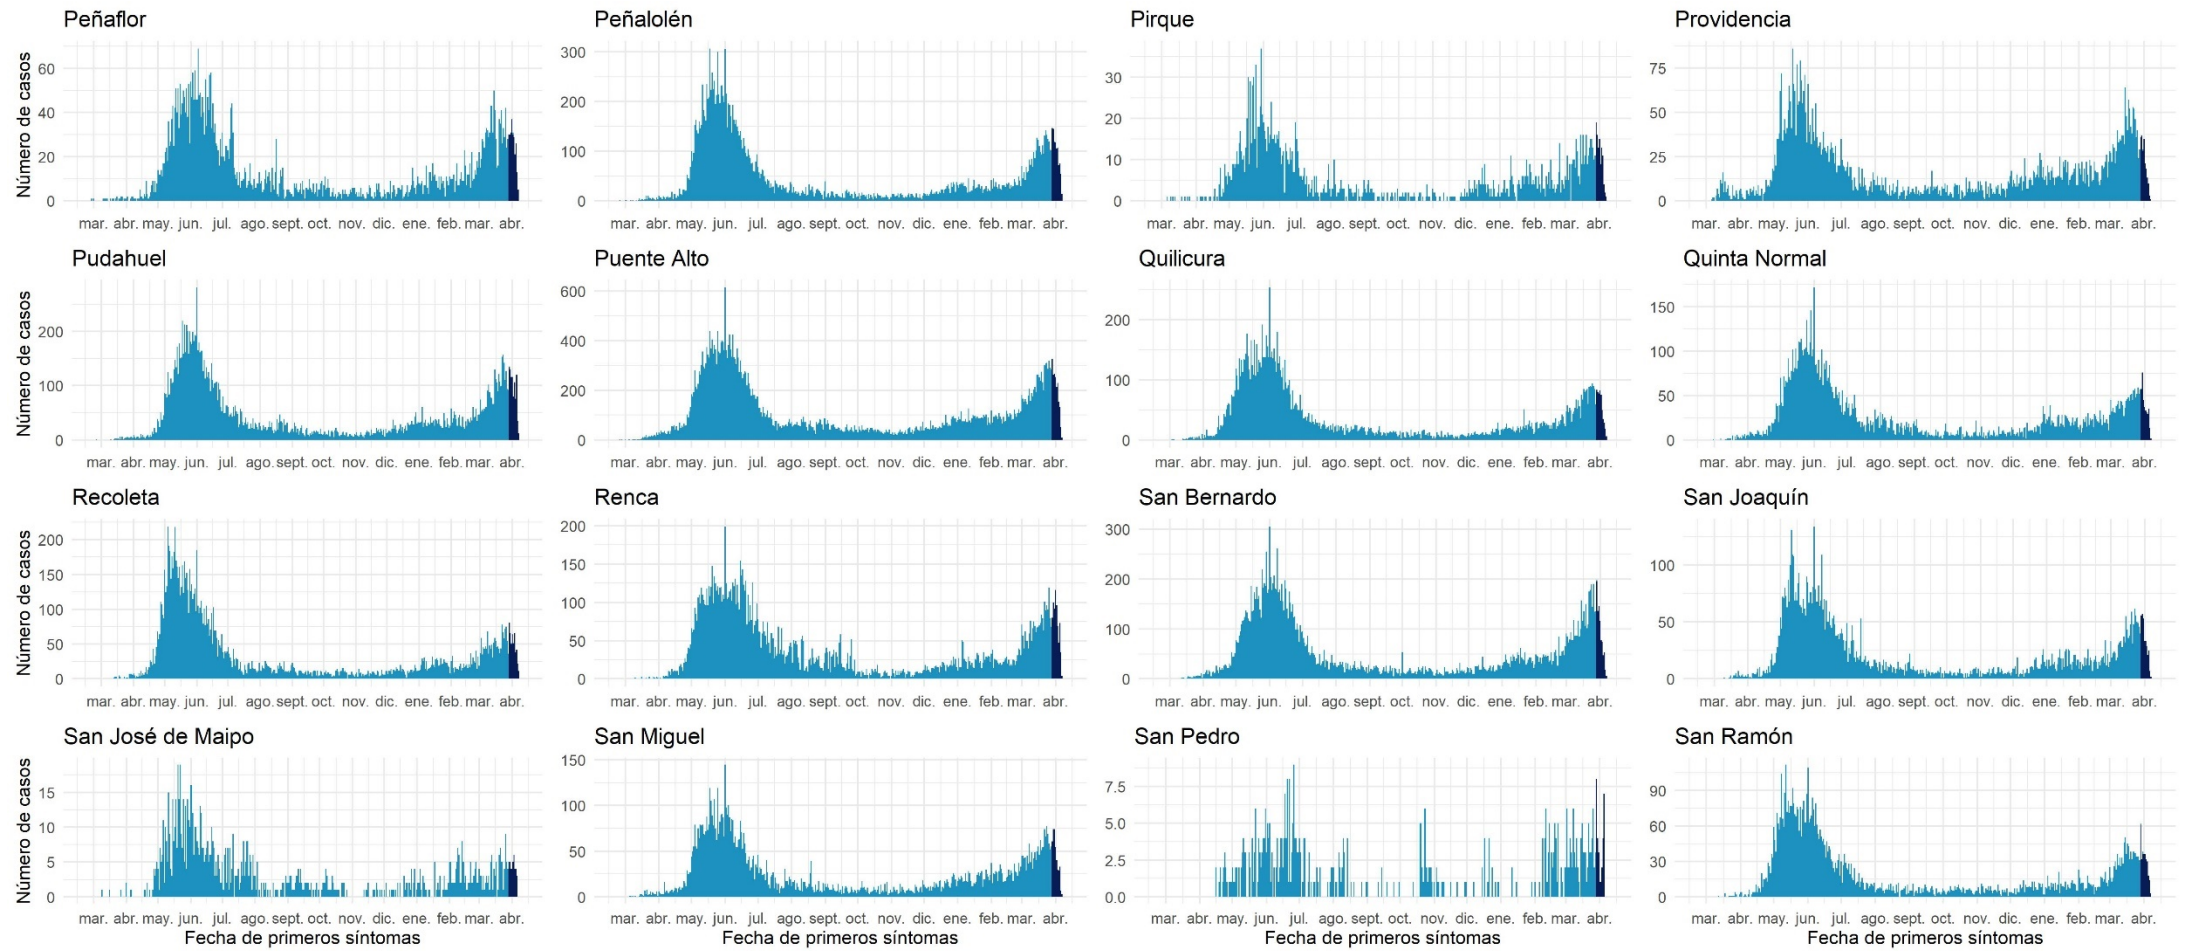 Peñaflor
Número de casos
60
40
20
0
mar. abr. may. jun. jul. ago. sept. oct. nov. dic. ene. feb. mar. abr.
Peñalolén
300
200
100
0
mar. abr. may. jun. jul. ago. sept. oct. nov. dic. ene. feb. mar. abr.
Pirque
30
20
10
0
mar. abr. may. jun. jul. ago. sept. oct. nov. dic. ene. feb. mar. abr.
Providencia
75
50
25
0
mar. abr. may. jun. jul. ago. sept. oct. nov. dic. ene. feb. mar. abr.
Pudahuel
Número de casos
200
100
0
mar. abr. may. jun. jul. ago. sept. oct. nov. dic. ene. feb. mar. abr.
Puente Alto
600
400
200
0
mar. abr. may. jun. jul. ago. sept. oct. nov. dic. ene. feb. mar. abr.
Quilicura
200
100
0
mar. abr. may. jun. jul. ago. sept. oct. nov. dic. ene. feb. mar. abr.
Quinta Normal
150
100
50
0
mar. abr. may. jun. jul. ago. sept. oct. nov. dic. ene. feb. mar. abr.
Recoleta
Número de casos
200
150
100
50
0
mar. abr. may. jun. jul. ago. sept. oct. nov. dic. ene. feb. mar. abr.
Renca
200
150
100
50
0
mar. abr. may. jun. jul. ago. sept. oct. nov. dic. ene. feb. mar. abr.
San Bernardo
300
200
100
0
mar. abr. may. jun. jul. ago. sept. oct. nov. dic. ene. feb. mar. abr.
San Joaquín
100
50
0
mar. abr. may. jun. jul. ago. sept. oct. nov. dic. ene. feb. mar. abr.
San José de Maipo
Número de casos
15
10
5
0
mar. abr. may. jun. jul. ago. sept. oct. nov. dic. ene. feb. mar. abr.
Fecha de primeros síntomas
San Miguel
150
100
50
0
mar. abr. may. jun. jul. ago. sept. oct. nov. dic. ene. feb. mar. abr.
Fecha de primeros síntomas
San Pedro
7.5
5.0
2.5
0.0
mar. abr. may. jun. jul. ago. sept. oct. nov. dic. ene. feb. mar. abr.
Fecha de primeros síntomas
San Ramón
90
60
30
0
mar. abr. may. jun. jul. ago. sept. oct. nov. dic. ene. feb. mar. abr.
Fecha de primeros síntomas